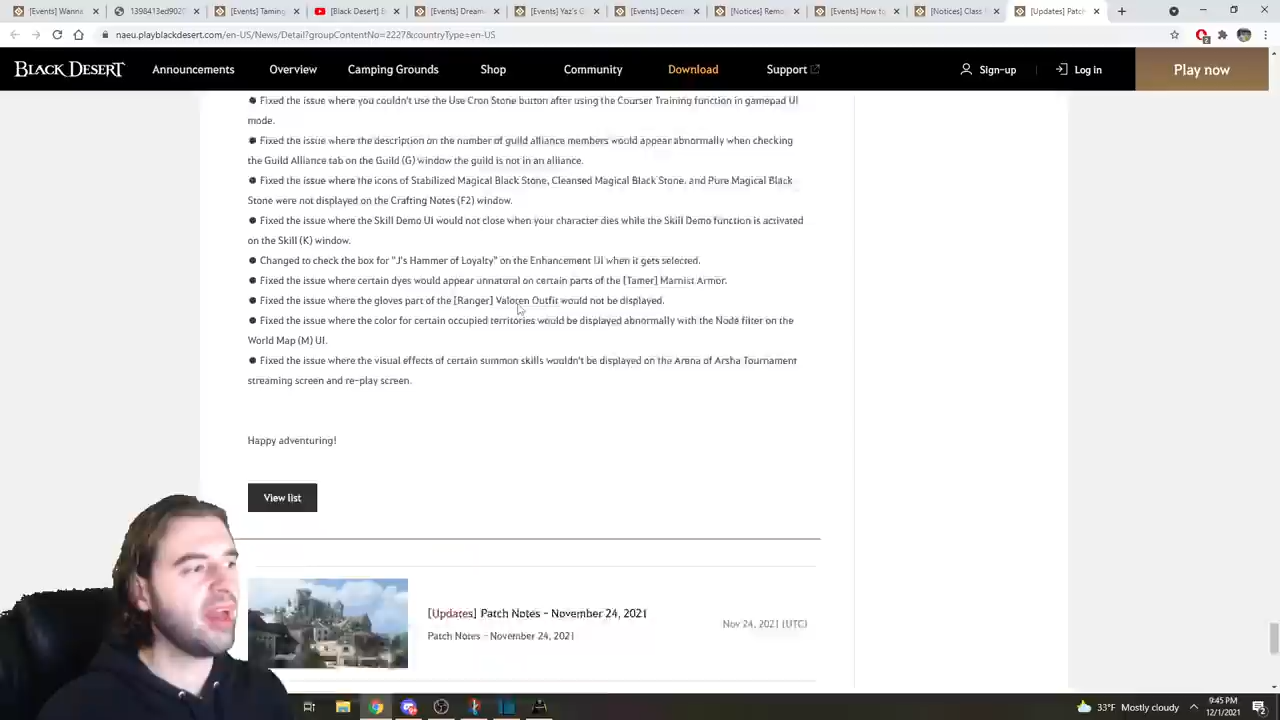 [Events] Wanna
1398413ed902
[Events] Taming
[Black Desert] E
[Events] Dream
[Events] Yaz's G
[Events] Decem
[Notices] Remo
[Events] How to
[Notices] Class
[Updates] Patch
naeu.playblackdesert.com/en-US/News/Detail?groupContentNo=2227&countryType=en-US
BLACK DESERT Announcements Overview Camping Grounds Shop Community Download Support Sign-up Log in Play now
● Fixed the issue where you couldn't use the Use Cron Stone button after using the Courser Training function in gamepad UI
mode.
● Fixed the issue where the description on the number of guild alliance members would appear abnormally when checking
the Guild Alliance tab on the Guild (G) window the guild is not in an alliance.
● Fixed the issue where the icons of Stabilized Magical Black Stone, Cleansed Magical Black Stone, and Pure Magical Black
Stone were not displayed on the Crafting Notes (F2) window.
● Fixed the issue where the Skill Demo UI would not close when your character dies while the Skill Demo function is activated
on the Skill (K) window.
● Changed to check the box for "J's Hammer of Loyalty" on the Enhancement UI when it gets selected.
● Fixed the issue where certain dyes would appear unnatural on certain parts of the [Tamer] Marnist Armor.
● Fixed the issue where the gloves part of the [Ranger] Valoren Outfit would not be displayed.
● Fixed the issue where the color for certain occupied territories would be displayed abnormally with the Node filter on the
World Map (M) UI.
● Fixed the issue where the visual effects of certain summon skills wouldn't be displayed on the Arena of Arsha Tournament
streaming screen and re-play screen.
Happy adventuring!
View list
[Updates] Patch Notes - November 24, 2021
Patch Notes - November 24, 2021
Nov 24, 2021 (UTC)
33°F Mostly cloudy
9:45 PM
12/1/2021